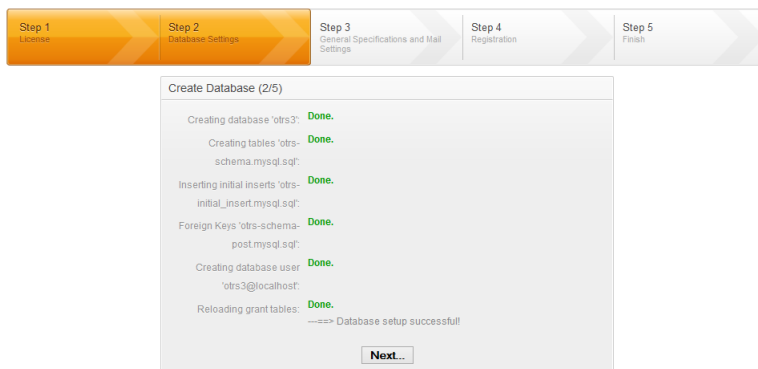 Step 1
License
Step 2
Database Settings
Step 3
General Specifications and Mail
Settings
Step 4
Registration
Step 5
Finish
Create Database (2/5)
Creating database 'otrs3': Done.
Creating tables 'otrs- Done.
schema.mysql.sql':
Inserting initial inserts 'otrs- Done.
initial_insert.mysql.sql':
Foreign Keys 'otrs-schema- Done.
post.mysql.sql':
Creating database user Done.
'otrs3@localhost':
Reloading grant tables: Done.
---==> Database setup successful!
Next...